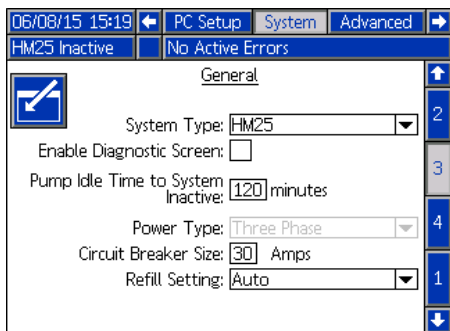 06/08/15 15:19 PC Setup System Advanced
HM25 Inactive No Active Errors
General
System Type: HM25
Enable Diagnostic Screen:
Pump Idle Time to System
Inactive: 120 minutes
Power Type: Three Phase
Circuit Breaker Size: 30 Amps
Refill Setting: Auto
2
3
4
1